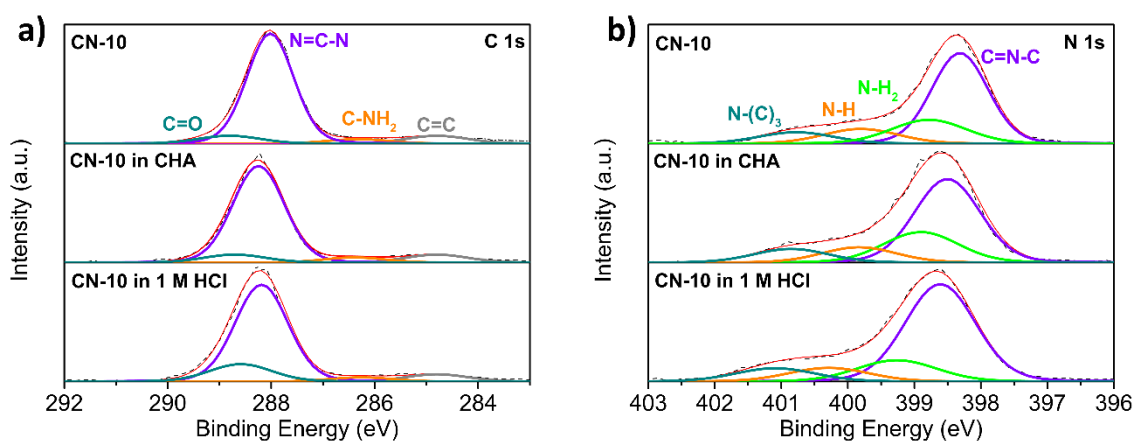 a)
CN-10
N=C-N
C 1s
C=O
C-NH₂
C=C
CN-10 in CHA
CN-10 in 1 M HCl
Intensity (a.u.)
292 290 288 286 284
Binding Energy (eV)
b)
CN-10
N 1s
C=N-C
N-H₂
N-H
N-(C)₃
CN-10 in CHA
CN-10 in 1 M HCl
Intensity (a.u.)
403 402 401 400 399 398 397 396
Binding Energy (eV)